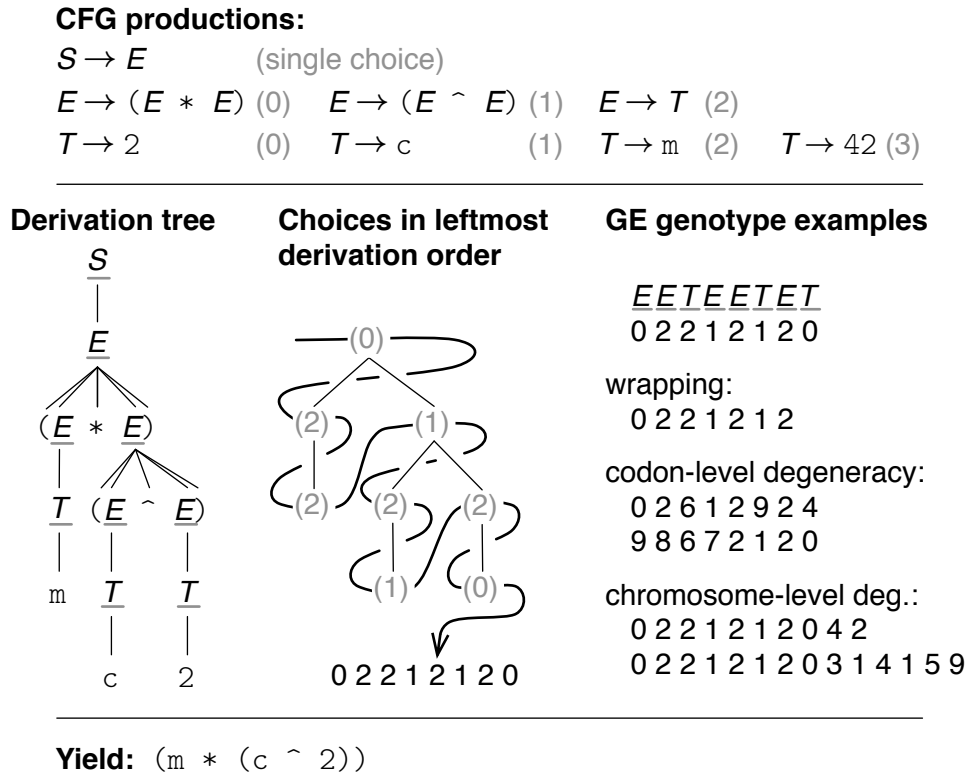 CFG productions:
S → E (single choice)
E → (E * E) (0) E → (E ^ E) (1) E → T (2)
T → 2 (0) T → c (1) T → m (2) T → 42 (3)
Derivation tree
S
E
(E * E)
T (E ^ E)
m T T
c 2
Choices in leftmost
derivation order
(0)
(2) (1)
(2) (2) (2)
(1) (0)
0 2 2 1 2 1 2 0
GE genotype examples
E E T E E T E T
0 2 2 1 2 1 2 0
wrapping:
0 2 2 1 2 1 2
codon-level degeneracy:
0 2 6 1 2 9 2 4
9 8 6 7 2 1 2 0
chromosome-level deg.:
0 2 2 1 2 1 2 0 4 2
0 2 2 1 2 1 2 0 3 1 4 1 5 9
Yield: (m * (c ^ 2))